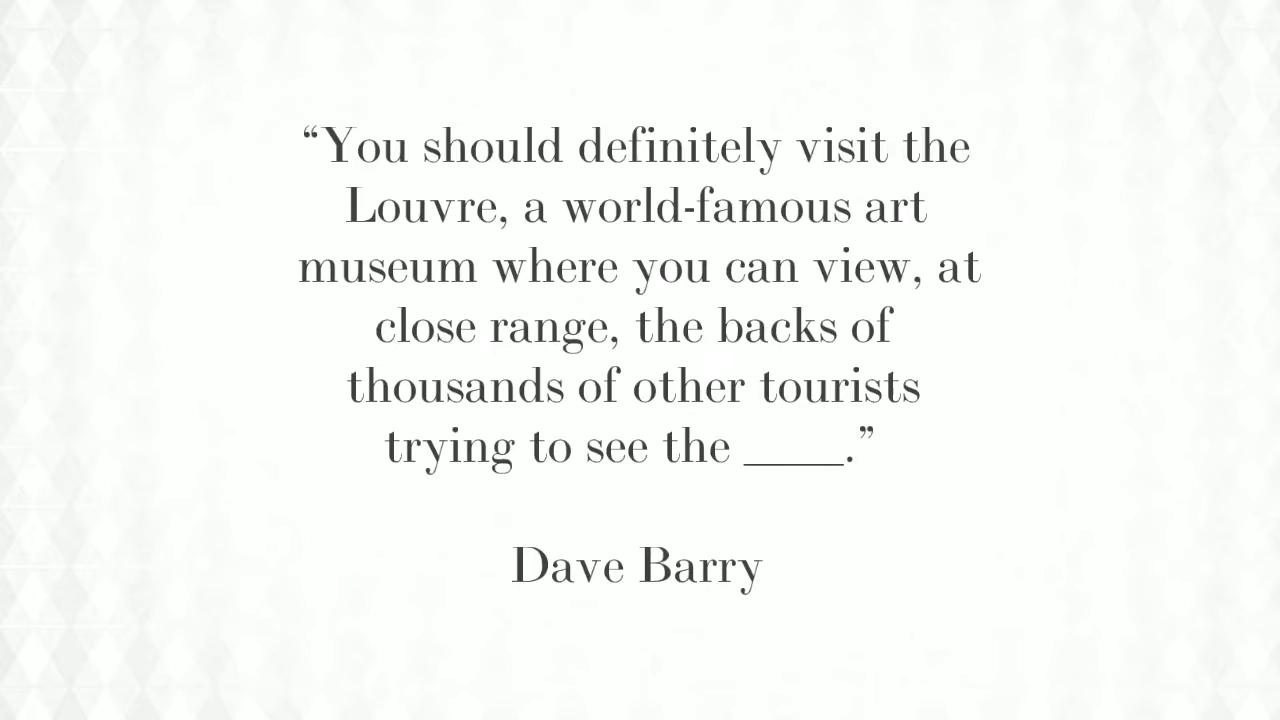 “You should definitely visit the
Louvre, a world-famous art
museum where you can view, at
close range, the backs of
thousands of other tourists
trying to see the ____.”
Dave Barry